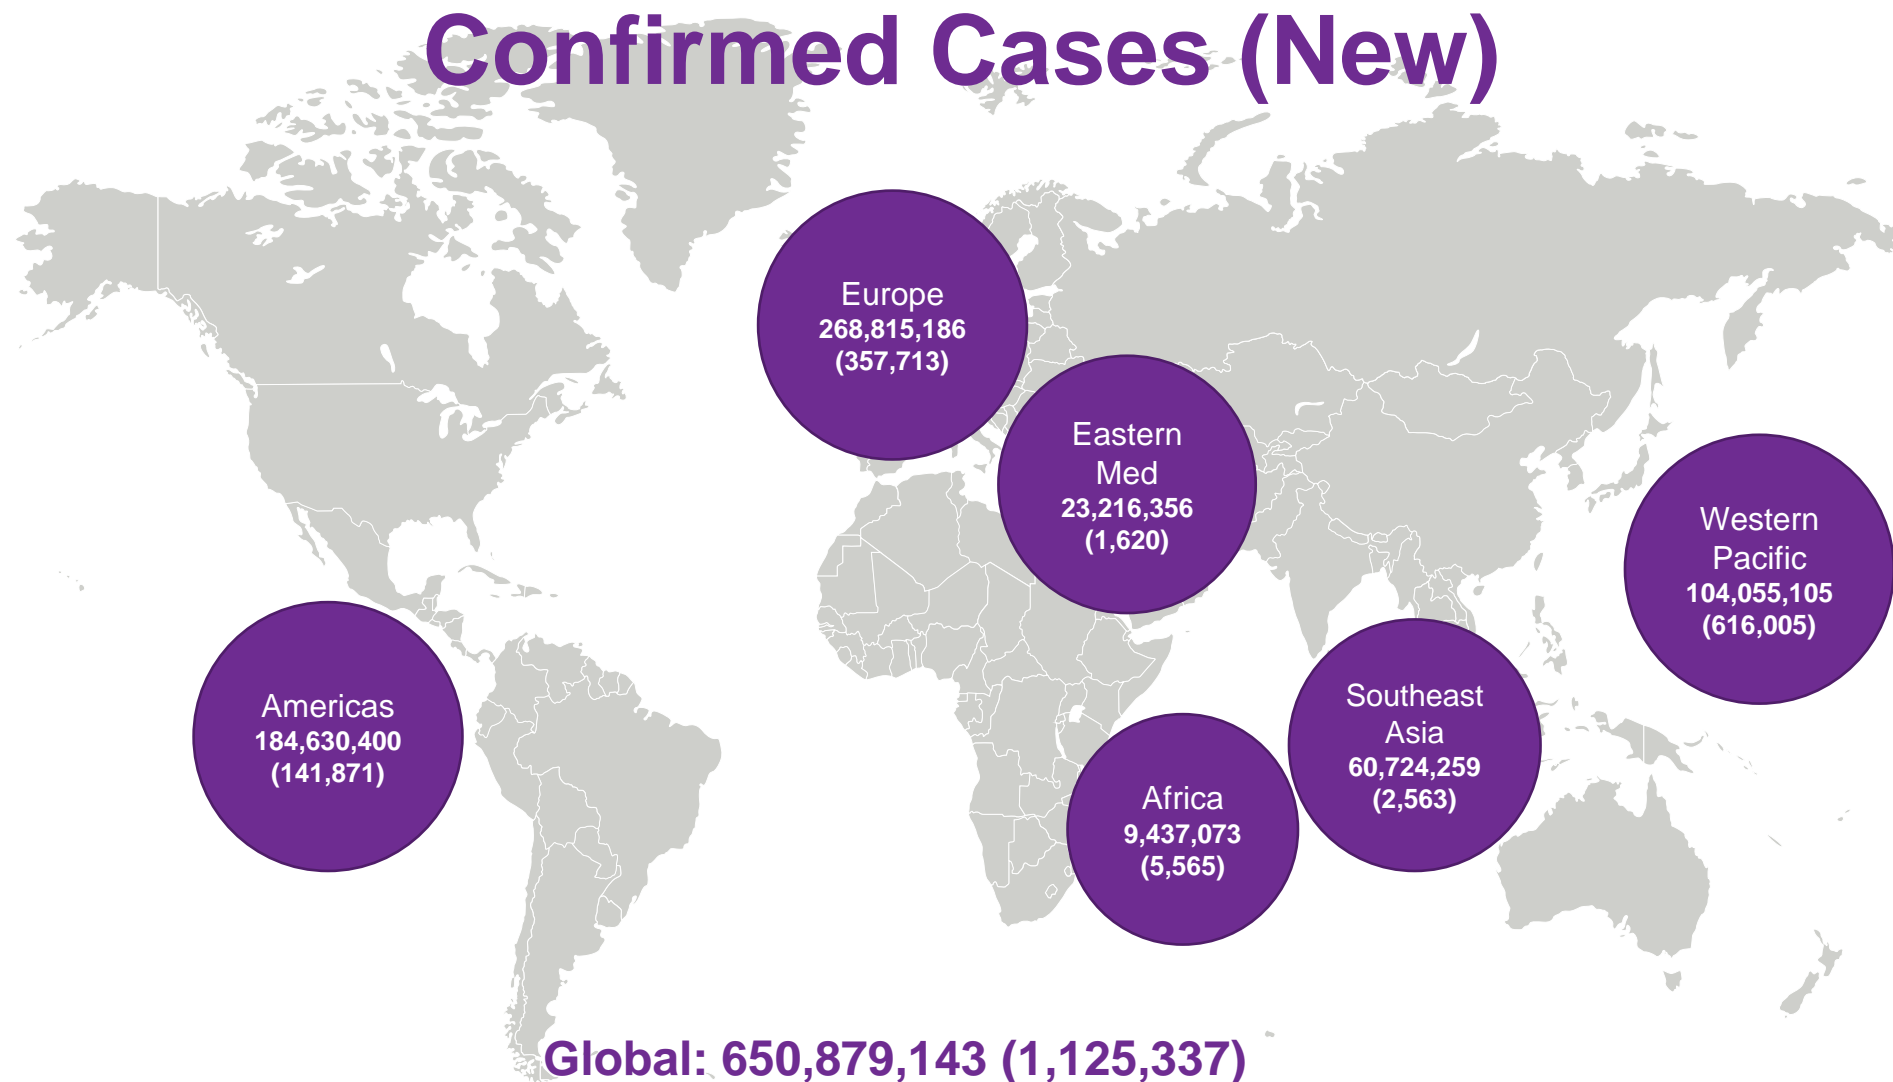 Confirmed Cases (New)
Europe
268,815,186
(357,713)
Eastern
Med
23,216,356
(1,620)
Western
Pacific
104,055,105
(616,005)
Americas
184,630,400
(141,871)
Southeast
Asia
60,724,259
(2,563)
Africa
9,437,073
(5,565)
Global: 650,879,143 (1,125,337)